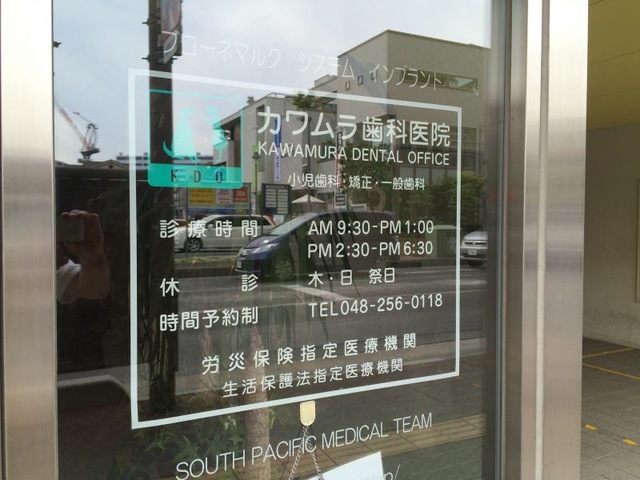 ブローネマルク システム インプラント
カワムラ歯科医院
KAWAMURA DENTAL OFFICE
KDA
小児歯科・矯正・一般歯科
診療時間 AM 9:30-PM 1:00
PM 2:30-PM 6:30
休診 木・日 祭日
時間予約制 TEL048-256-0118
労災保険指定医療機関
生活保護法指定医療機関
SOUTH PACIFIC MEDICAL TEAM